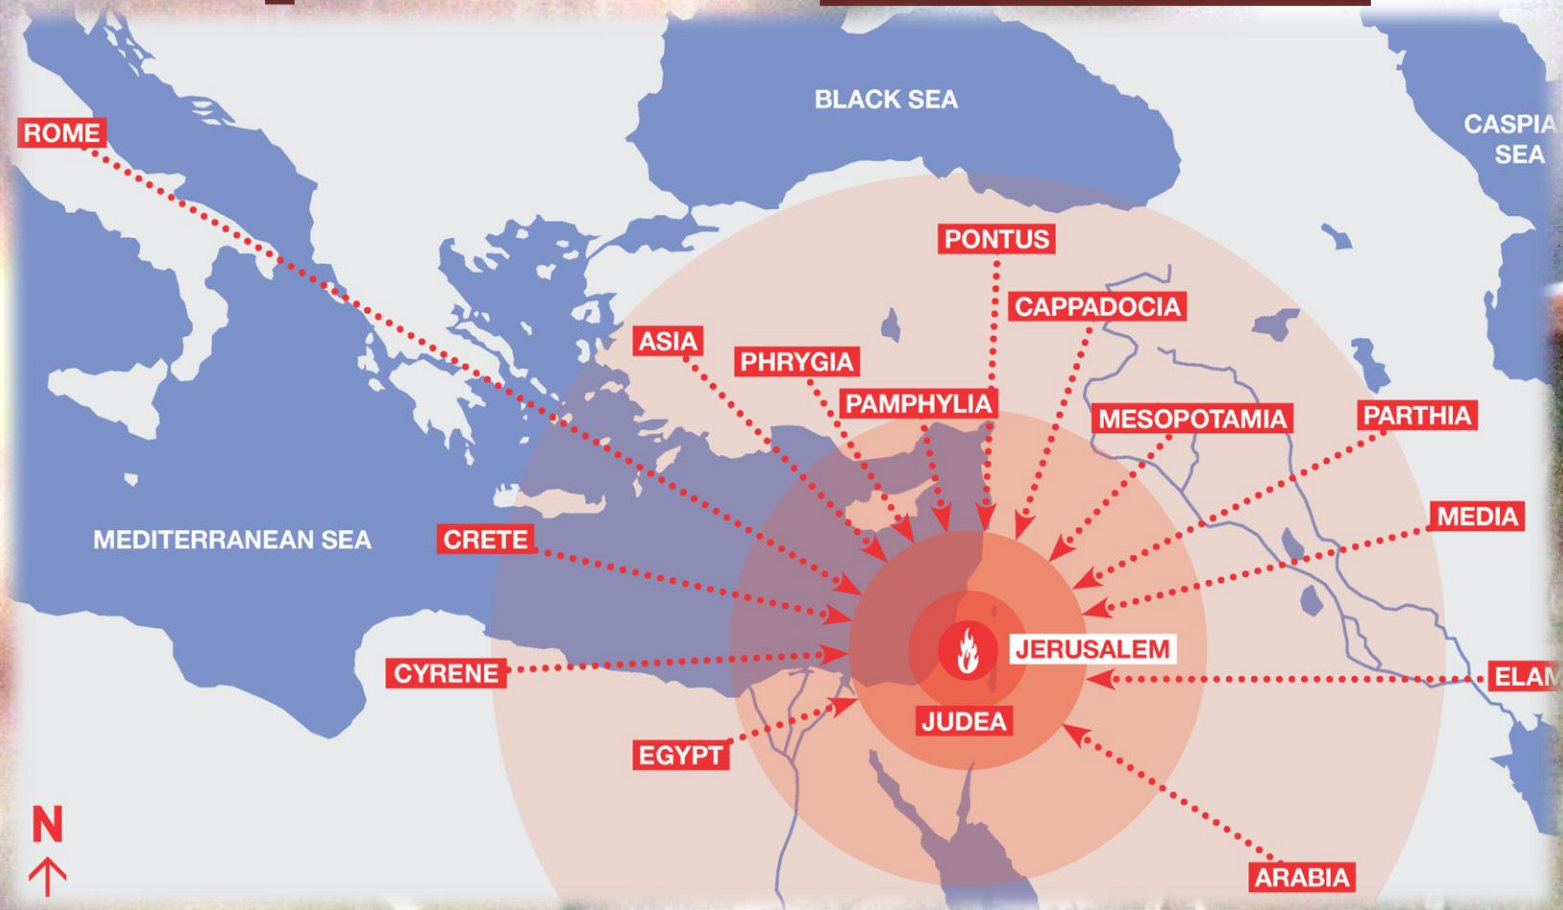 BLACK SEA
CASPIA
SEA
ROME
PONTUS
CAPPADOCIA
ASIA
PHRYGIA
PAMPHYLIA
MESOPOTAMIA
PARTHIA
MEDIA
MEDITERRANEAN SEA
CRETE
JERUSALEM
CYRENE
ELAM
JUDEA
EGYPT
N
ARABIA